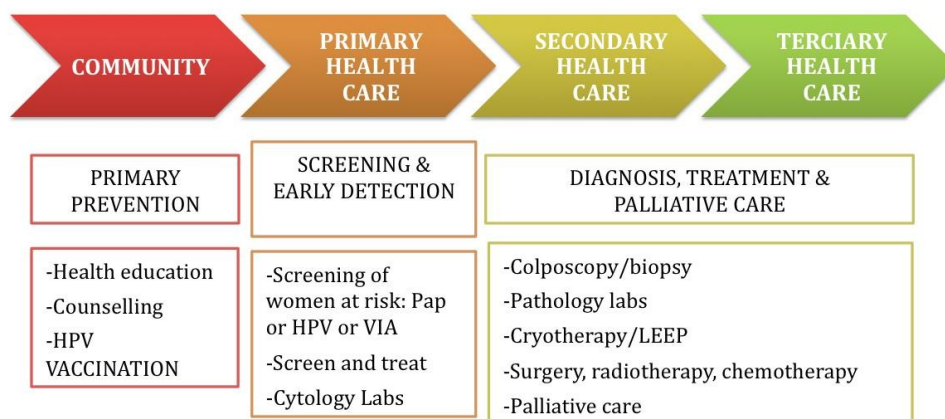 COMMUNITY
PRIMARY
HEALTH
CARE
SECONDARY
HEALTH
CARE
TERCIARY
HEALTH
CARE
PRIMARY
PREVENTION
SCREENING &
EARLY DETECTION
DIAGNOSIS, TREATMENT &
PALLIATIVE CARE
-Health education
-Counselling
-HPV
VACCINATION
-Screening of
women at risk: Pap
or HPV or VIA
-Screen and treat
-Cytology Labs
-Colposcopy/biopsy
-Pathology labs
-Cryotherapy/LEEP
-Surgery, radiotherapy, chemotherapy
-Palliative care